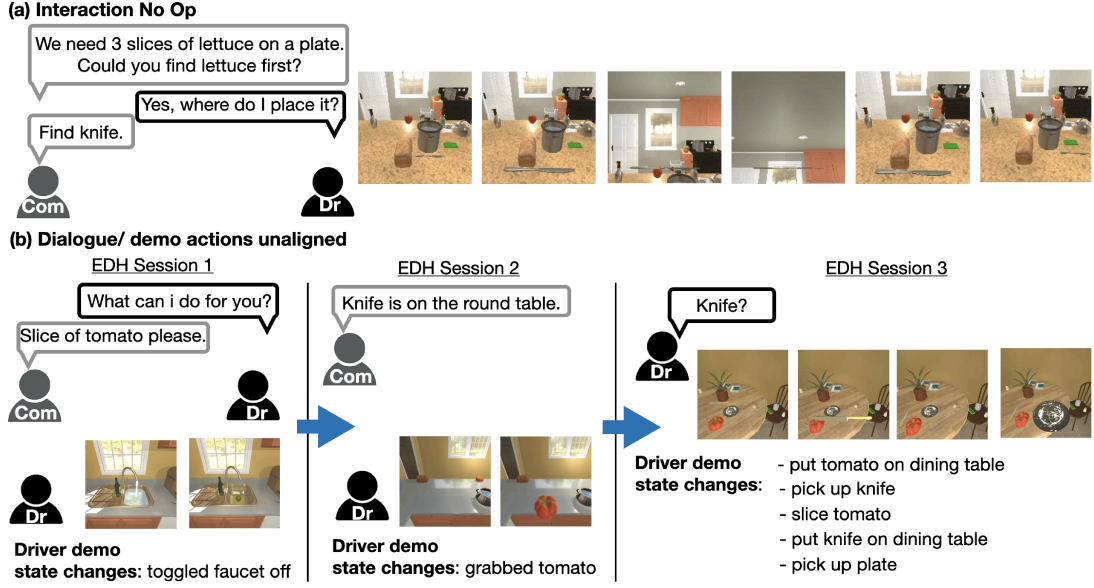 (a) Interaction No Op
We need 3 slices of lettuce on a plate.
Could you find lettuce first?
Yes, where do I place it?
Find knife.
Com
Dr
(b) Dialogue/ demo actions unaligned
EDH Session 1
What can i do for you?
Slice of tomato please.
Com
Dr
Dr
Driver demo
state changes: toggled faucet off
EDH Session 2
Knife is on the round table.
Com
Dr
Driver demo
state changes: grabbed tomato
EDH Session 3
Knife?
Dr
Driver demo
state changes:
- put tomato on dining table
- pick up knife
- slice tomato
- put knife on dining table
- pick up plate